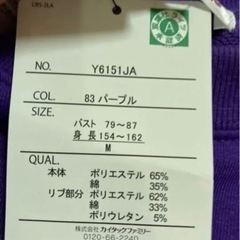 NO. Y6151JA
COL. 83 パープル
SIZE.
バスト 79~87
身 長 154~162
M
QUAL.
本体 ポリエステル 65%
綿 35%
リブ部分 ポリエステル 62%
綿 33%
ポリウレタン 5%
株式会社 カイタックファミリー
0120-66-2240
A